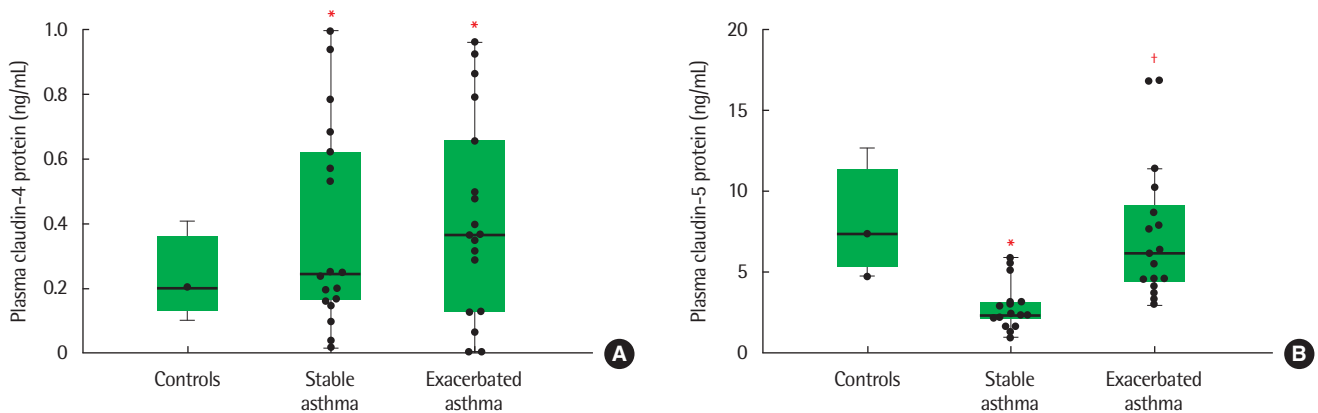 Plasma claudin-4 protein (ng/mL)
1.0
0.8
0.6
0.4
0.2
0
*
*
Controls
Stable
asthma
Exacerbated
asthma
A
Plasma claudin-5 protein (ng/mL)
20
15
10
5
0
*
†
Controls
Stable
asthma
Exacerbated
asthma
B